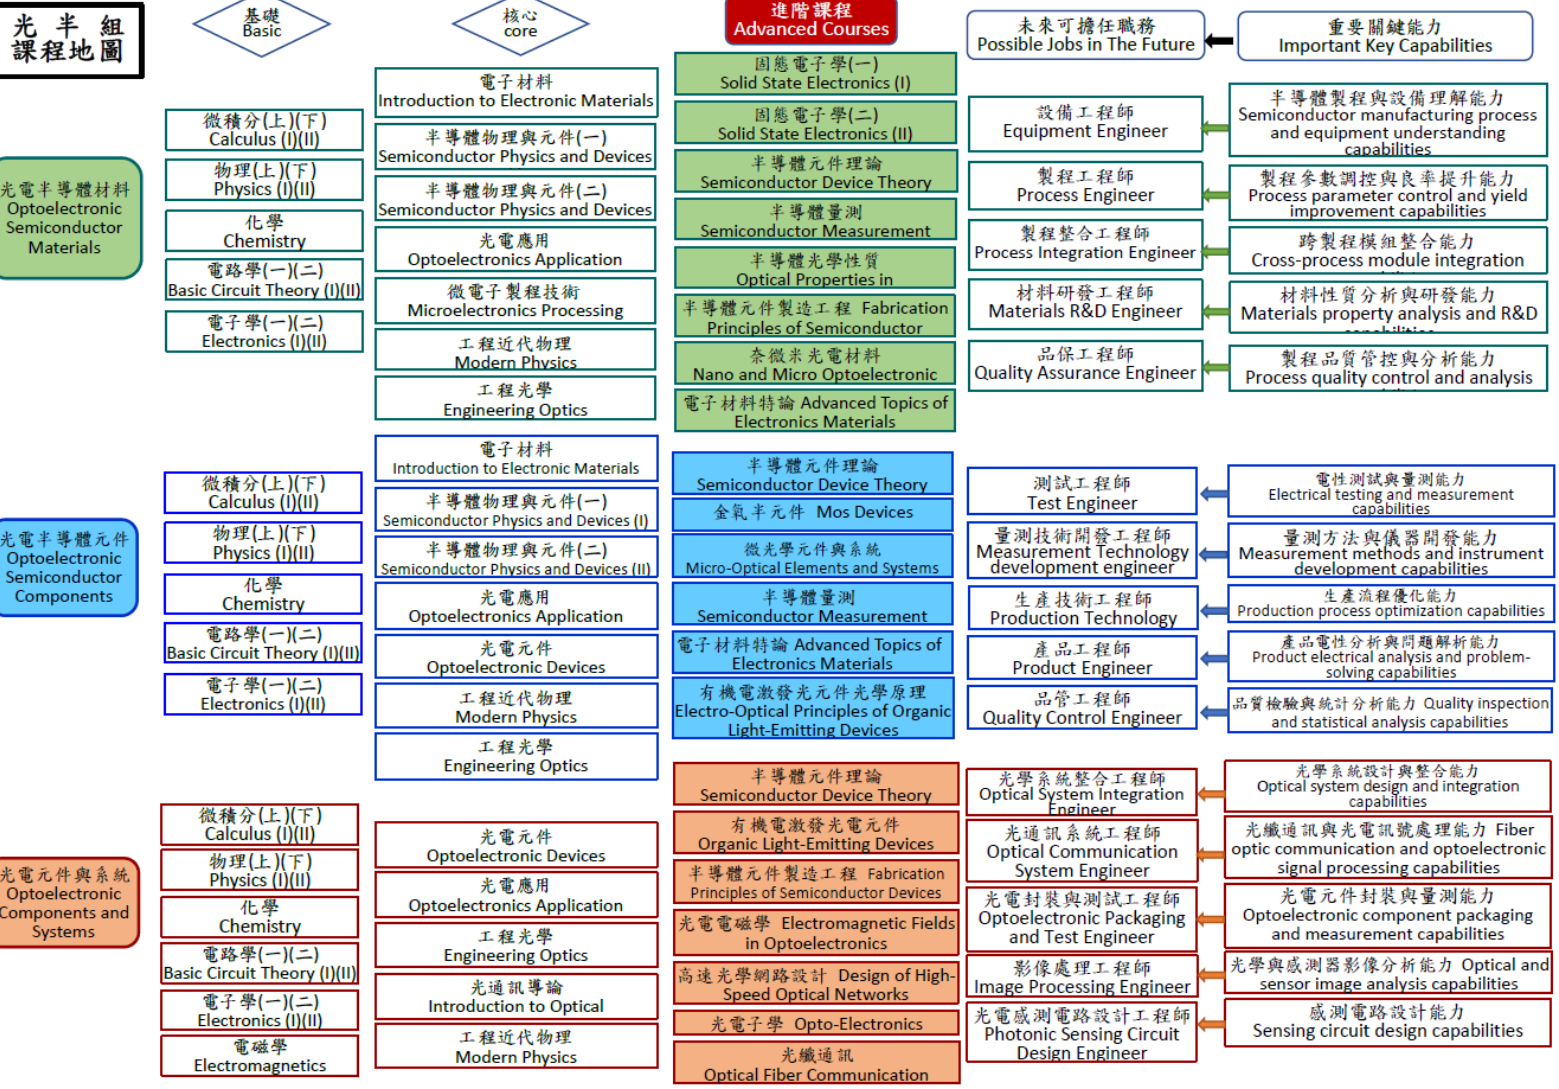 光半組
課程地圖
基礎
Basic
核心
core
進階課程
Advanced Courses
未來可擔任職務
Possible Jobs in The Future
重要關鍵能力
Important Key Capabilities
光電半導體材料
Optoelectronic
Semiconductor
Materials
微積分(上)(下)
Calculus (I)(II)
物理(上)(下)
Physics (I)(II)
化學
Chemistry
電路學(一)(二)
Basic Circuit Theory (I)(II)
電子學(一)(二)
Electronics (I)(II)
電子材料
Introduction to Electronic Materials
半導體物理與元件(一)
Semiconductor Physics and Devices
半導體物理與元件(二)
Semiconductor Physics and Devices
光電應用
Optoelectronics Application
微電子製程技術
Microelectronics Processing
工程近代物理
Modern Physics
工程光學
Engineering Optics
固態電子學(一)
Solid State Electronics (I)
固態電子學(二)
Solid State Electronics (II)
半導體元件理論
Semiconductor Device Theory
半導體量測
Semiconductor Measurement
半導體光學性質
Optical Properties in
半導體元件製造工程 Fabrication
Principles of Semiconductor
奈微米光電材料
Nano and Micro Optoelectronic
電子材料特論 Advanced Topics of
Electronics Materials
設備工程師
Equipment Engineer
製程工程師
Process Engineer
製程整合工程師
Process Integration Engineer
材料研發工程師
Materials R&D Engineer
品保工程師
Quality Assurance Engineer
半導體製程與設備理解能力
Semiconductor manufacturing process
and equipment understanding
capabilities
製程參數調控與良率提升能力
Process parameter control and yield
improvement capabilities
跨製程模組整合能力
Cross-process module integration
材料性質分析與研發能力
Materials property analysis and R&D
製程品質管控與分析能力
Process quality control and analysis
光電半導體元件
Optoelectronic
Semiconductor
Components
微積分(上)(下)
Calculus (I)(II)
物理(上)(下)
Physics (I)(II)
化學
Chemistry
電路學(一)(二)
Basic Circuit Theory (I)(II)
電子學(一)(二)
Electronics (I)(II)
電子材料
Introduction to Electronic Materials
半導體物理與元件(一)
Semiconductor Physics and Devices (I)
半導體物理與元件(二)
Semiconductor Physics and Devices (II)
光電應用
Optoelectronics Application
光電元件
Optoelectronic Devices
工程近代物理
Modern Physics
工程光學
Engineering Optics
半導體元件理論
Semiconductor Device Theory
金氧半元件 Mos Devices
微光學元件與系統
Micro-Optical Elements and Systems
半導體量測
Semiconductor Measurement
電子材料特論 Advanced Topics of
Electronics Materials
有機電激發光元件光學原理
Electro-Optical Principles of Organic
Light-Emitting Devices
測試工程師
Test Engineer
量測技術開發工程師
Measurement Technology
development engineer
生產技術工程師
Production Technology
產品工程師
Product Engineer
品管工程師
Quality Control Engineer
電性測試與量測能力
Electrical testing and measurement
capabilities
量測方法與儀器開發能力
Measurement methods and instrument
development capabilities
生產流程優化能力
Production process optimization capabilities
產品電性分析與問題解析能力
Product electrical analysis and problem-
solving capabilities
品質檢驗與統計分析能力 Quality inspection
and statistical analysis capabilities
光電元件與系統
Optoelectronic
Components and
Systems
微積分(上)(下)
Calculus (I)(II)
物理(上)(下)
Physics (I)(II)
化學
Chemistry
電路學(一)(二)
Basic Circuit Theory (I)(II)
電子學(一)(二)
Electronics (I)(II)
電磁學
Electromagnetics
光電元件
Optoelectronic Devices
光電應用
Optoelectronics Application
工程光學
Engineering Optics
光通訊導論
Introduction to Optical
工程近代物理
Modern Physics
半導體元件理論
Semiconductor Device Theory
有機電激發光電元件
Organic Light-Emitting Devices
半導體元件製造工程 Fabrication
Principles of Semiconductor Devices
光電電磁學 Electromagnetic Fields
in Optoelectronics
高速光學網路設計 Design of High-
Speed Optical Networks
光電子學 Opto-Electronics
光纖通訊
Optical Fiber Communication
光學系統整合工程師
Optical System Integration
Engineer
光通訊系統工程師
Optical Communication
System Engineer
光電封裝與測試工程師
Optoelectronic Packaging
and Test Engineer
影像處理工程師
Image Processing Engineer
光電感測電路設計工程師
Photonic Sensing Circuit
Design Engineer
光學系統設計與整合能力
Optical system design and integration
capabilities
光纖通訊與光電訊號處理能力 Fiber
optic communication and optoelectronic
signal processing capabilities
光電元件封裝與量測能力
Optoelectronic component packaging
and measurement capabilities
光學與感測器影像分析能力 Optical and
sensor image analysis capabilities
感測電路設計能力
Sensing circuit design capabilities